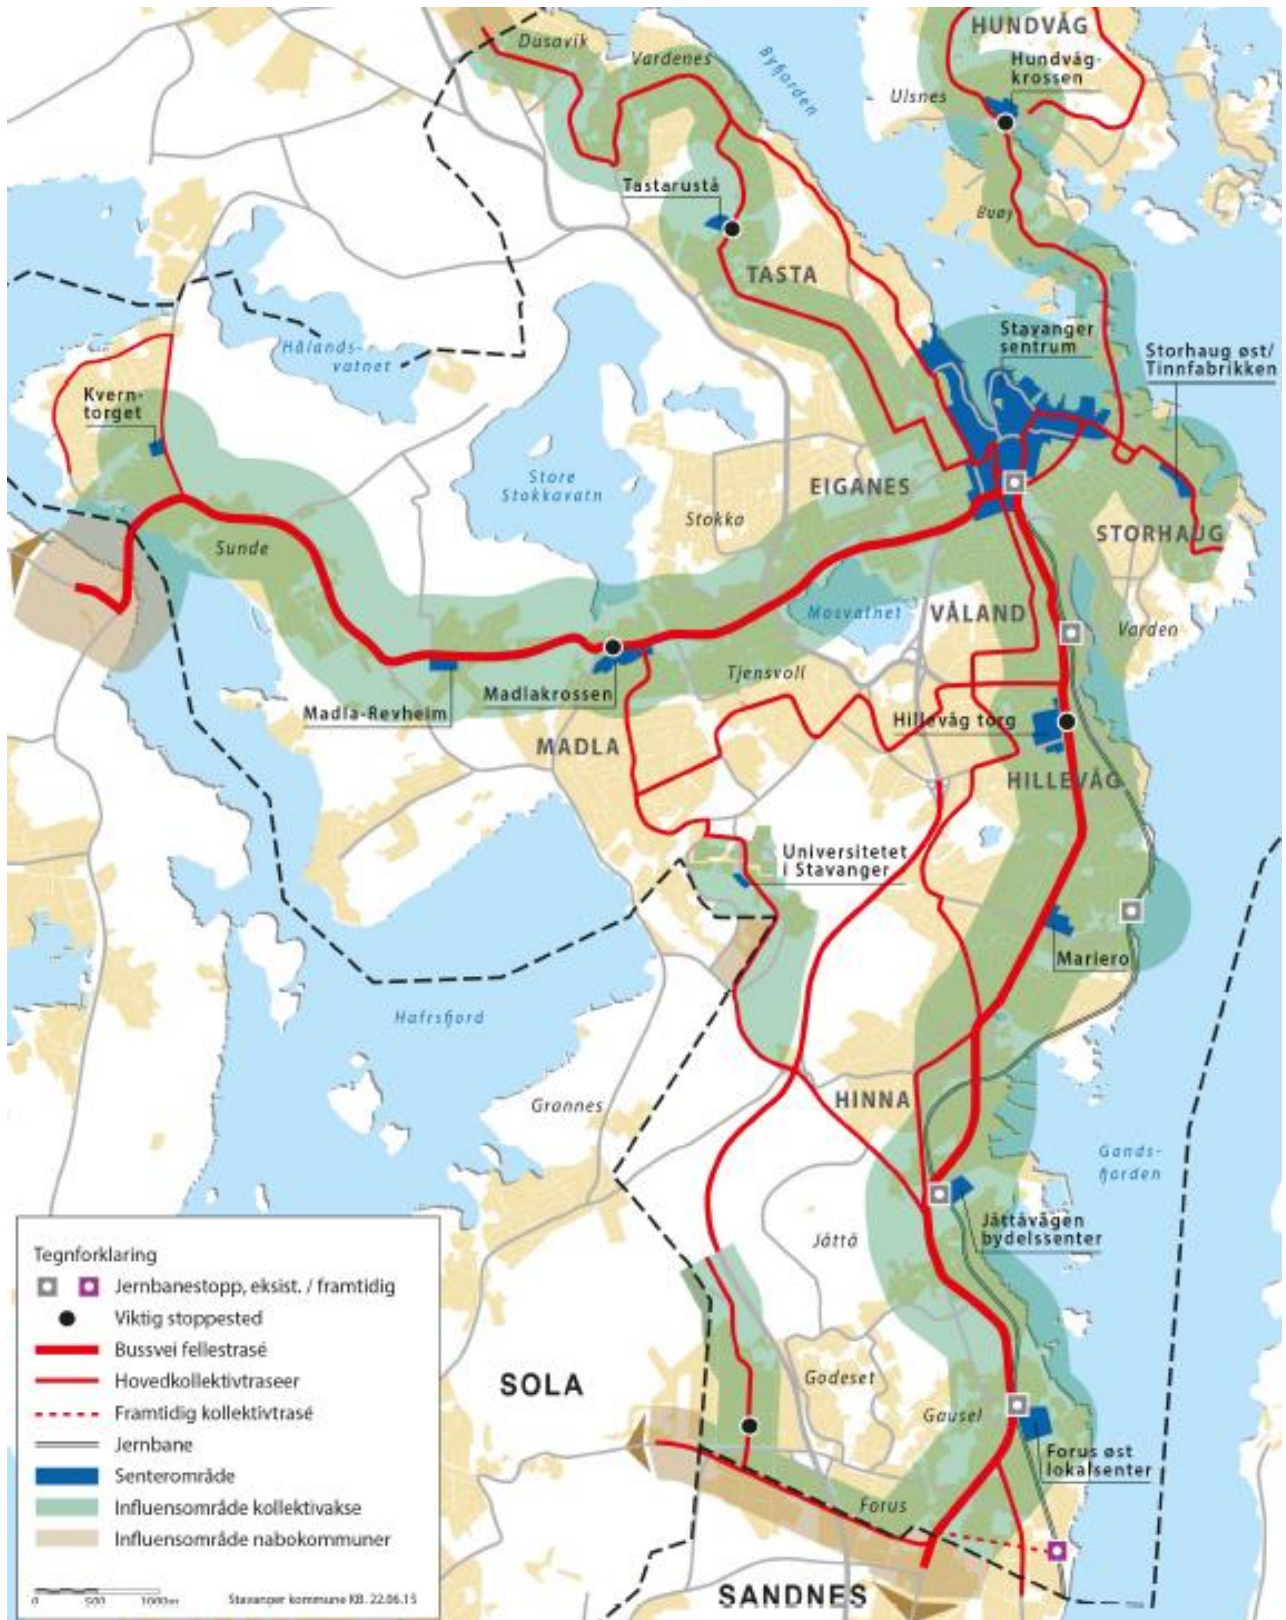 HUNDVÅG
Dusavik
Vardenes
Byfjorden
Hundvåg-
krossen
Ulsnes
Tastarustå
Buøy
TASTA
Stavanger
sentrum
Storhaug øst/
Tinnfabrikken
Hålands-
vatnet
Kvern-
torget
Store
Stokkavatn
EIGANES
Stokka
STORHAUG
Sunde
Mosvatnet
VÅLAND
Varden
Tjensvoll
Madlakrossen
Madla-Revheim
Hillevåg torg
MADLA
HILLEVÅG
Universitetet
i Stavanger
Mariero
Hafrsfjord
Grannes
HINNA
Gands-
fjorden
Jåttåvågen
bydelssenter
Jåttå
SOLA
Godeset
Gausel
Forus øst
lokalsenter
Forus
SANDNES
Tegnforklaring
Jernbanestopp, eksist. / framtidig
Viktig stoppested
Bussvei fellestrasé
Hovedkollektivtraseer
Framtidig kollektivtrasé
Jernbane
Senterområde
Influensområde kollektivakse
Influensområde nabokommuner
0 500 1000m
Stavanger kommune KB. 22.06.15